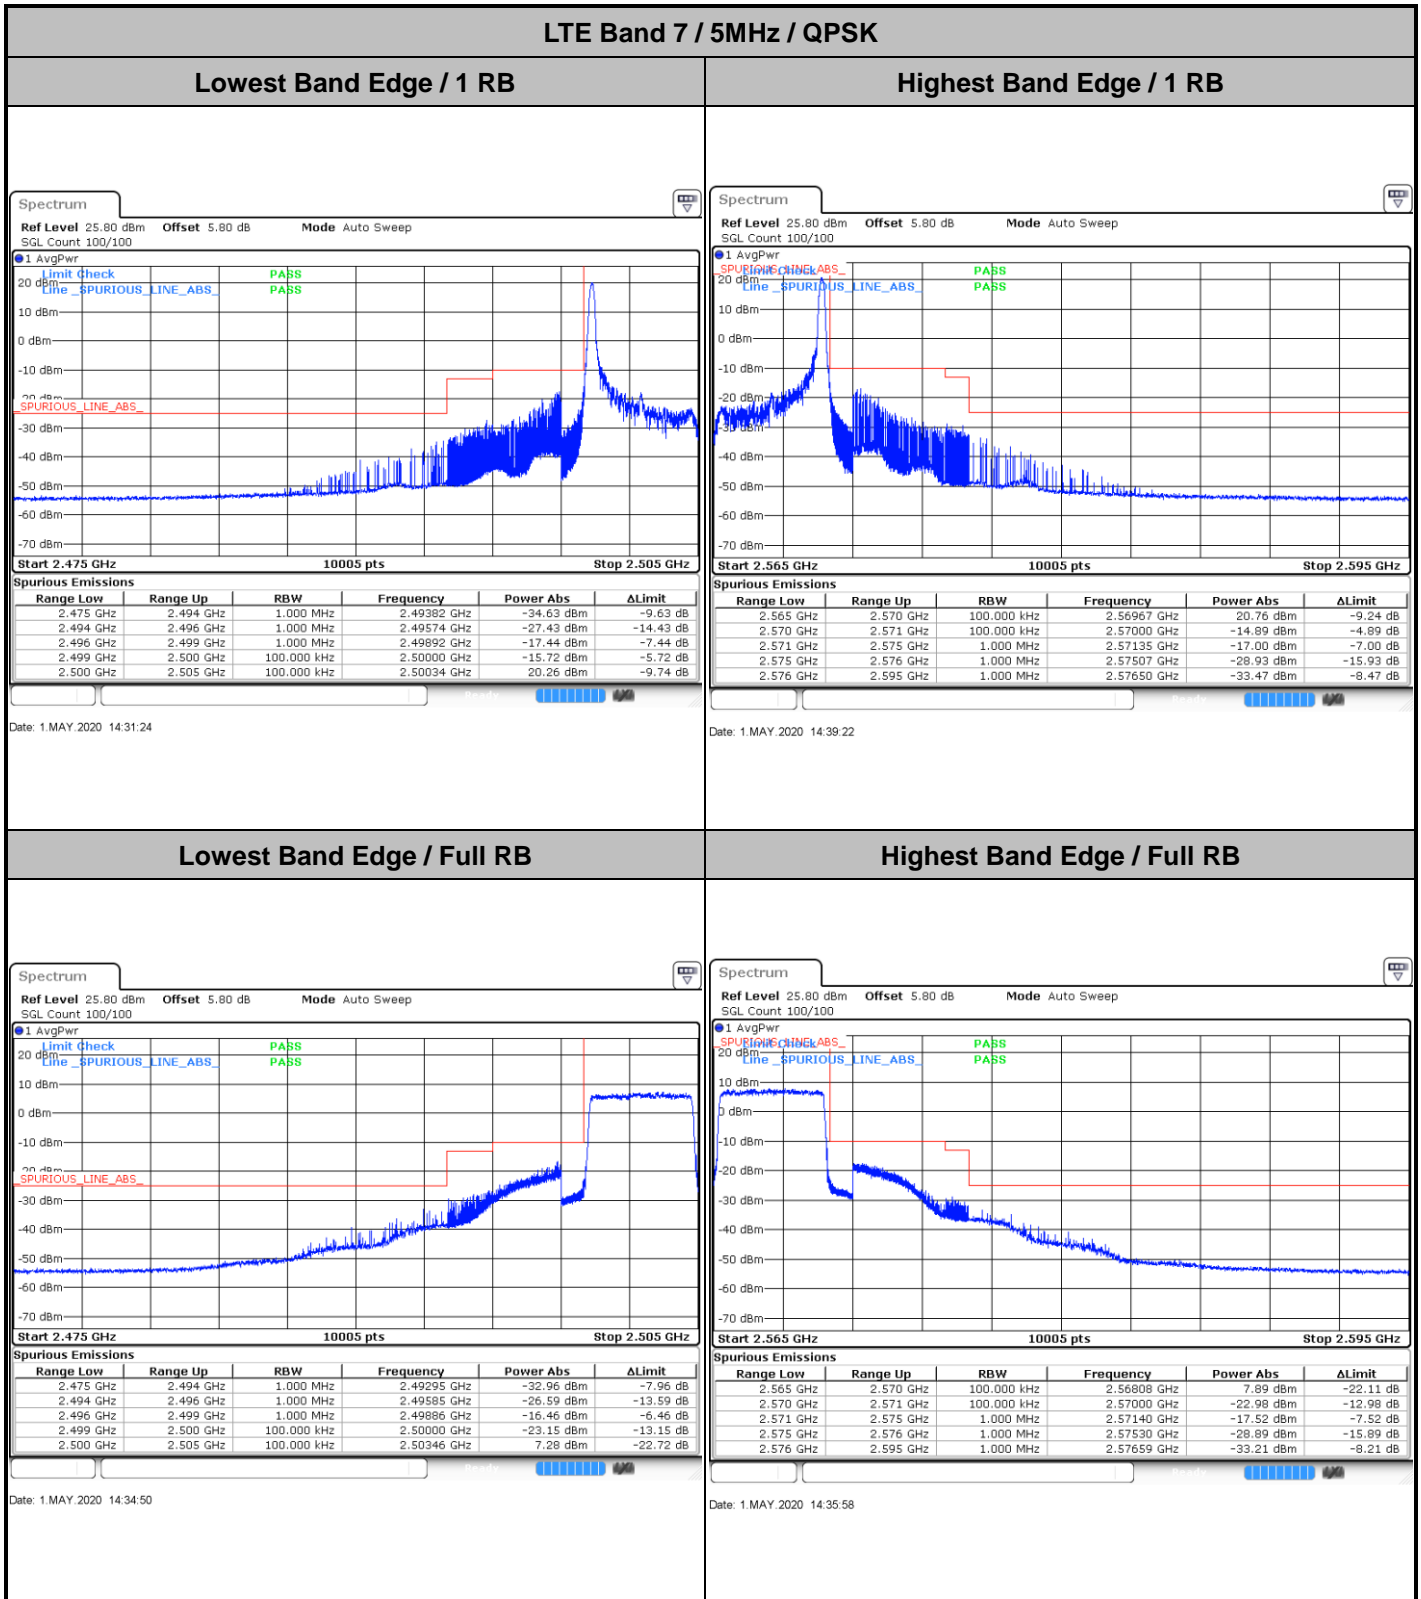 LTE Band 7 / 5MHz / QPSK
Lowest Band Edge / 1 RB
Highest Band Edge / 1 RB
Spectrum
Ref Level 25.80 dBm Offset 5.80 dB Mode Auto Sweep
SGL Count 100/100
1 AvgPwr
Limit Check PASS
Line _SPURIOUS_LINE_ABS_ PASS
20 dBm
10 dBm
0 dBm
-10 dBm
-20 dBm
_SPURIOUS_LINE_ABS_
-30 dBm
-40 dBm
-50 dBm
-60 dBm
-70 dBm
Start 2.475 GHz 10005 pts Stop 2.505 GHz
Spurious Emissions
Range Low Range Up RBW Frequency Power Abs ΔLimit
2.475 GHz 2.494 GHz 1.000 MHz 2.49382 GHz -34.63 dBm -9.63 dB
2.494 GHz 2.496 GHz 1.000 MHz 2.49574 GHz -27.43 dBm -14.43 dB
2.496 GHz 2.499 GHz 1.000 MHz 2.49892 GHz -17.44 dBm -7.44 dB
2.499 GHz 2.500 GHz 100.000 kHz 2.50000 GHz -15.72 dBm -5.72 dB
2.500 GHz 2.505 GHz 100.000 kHz 2.50034 GHz 20.26 dBm -9.74 dB
Ready
Date: 1.MAY.2020 14:31:24
Spectrum
Ref Level 25.80 dBm Offset 5.80 dB Mode Auto Sweep
SGL Count 100/100
1 AvgPwr
_SPURIOUS_LINE_ABS_
Limit Check PASS
Line _SPURIOUS_LINE_ABS_ PASS
20 dBm
10 dBm
0 dBm
-10 dBm
-20 dBm
-30 dBm
-40 dBm
-50 dBm
-60 dBm
-70 dBm
Start 2.565 GHz 10005 pts Stop 2.595 GHz
Spurious Emissions
Range Low Range Up RBW Frequency Power Abs ΔLimit
2.565 GHz 2.570 GHz 100.000 kHz 2.56967 GHz 20.76 dBm -9.24 dB
2.570 GHz 2.571 GHz 100.000 kHz 2.57000 GHz -14.89 dBm -4.89 dB
2.571 GHz 2.575 GHz 1.000 MHz 2.57135 GHz -17.00 dBm -7.00 dB
2.575 GHz 2.576 GHz 1.000 MHz 2.57507 GHz -28.93 dBm -15.93 dB
2.576 GHz 2.595 GHz 1.000 MHz 2.57650 GHz -33.47 dBm -8.47 dB
Ready
Date: 1.MAY.2020 14:39:22
Lowest Band Edge / Full RB
Highest Band Edge / Full RB
Spectrum
Ref Level 25.80 dBm Offset 5.80 dB Mode Auto Sweep
SGL Count 100/100
1 AvgPwr
Limit Check PASS
Line _SPURIOUS_LINE_ABS_ PASS
20 dBm
10 dBm
0 dBm
-10 dBm
-20 dBm
_SPURIOUS_LINE_ABS_
-30 dBm
-40 dBm
-50 dBm
-60 dBm
-70 dBm
Start 2.475 GHz 10005 pts Stop 2.505 GHz
Spurious Emissions
Range Low Range Up RBW Frequency Power Abs ΔLimit
2.475 GHz 2.494 GHz 1.000 MHz 2.49295 GHz -32.96 dBm -7.96 dB
2.494 GHz 2.496 GHz 1.000 MHz 2.49585 GHz -26.59 dBm -13.59 dB
2.496 GHz 2.499 GHz 1.000 MHz 2.49886 GHz -16.46 dBm -6.46 dB
2.499 GHz 2.500 GHz 100.000 kHz 2.50000 GHz -23.15 dBm -13.15 dB
2.500 GHz 2.505 GHz 100.000 kHz 2.50346 GHz 7.28 dBm -22.72 dB
Ready
Date: 1.MAY.2020 14:34:50
Spectrum
Ref Level 25.80 dBm Offset 5.80 dB Mode Auto Sweep
SGL Count 100/100
1 AvgPwr
_SPURIOUS_LINE_ABS_
Limit Check PASS
Line _SPURIOUS_LINE_ABS_ PASS
20 dBm
10 dBm
0 dBm
-10 dBm
-20 dBm
-30 dBm
-40 dBm
-50 dBm
-60 dBm
-70 dBm
Start 2.565 GHz 10005 pts Stop 2.595 GHz
Spurious Emissions
Range Low Range Up RBW Frequency Power Abs ΔLimit
2.565 GHz 2.570 GHz 100.000 kHz 2.56808 GHz 7.89 dBm -22.11 dB
2.570 GHz 2.571 GHz 100.000 kHz 2.57000 GHz -22.98 dBm -12.98 dB
2.571 GHz 2.575 GHz 1.000 MHz 2.57140 GHz -17.52 dBm -7.52 dB
2.575 GHz 2.576 GHz 1.000 MHz 2.57530 GHz -28.89 dBm -15.89 dB
2.576 GHz 2.595 GHz 1.000 MHz 2.57659 GHz -33.21 dBm -8.21 dB
Ready
Date: 1.MAY.2020 14:35:58